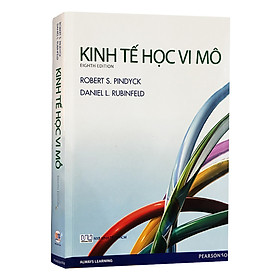 KINH TẾ HỌC VI MÔ
EIGHTH EDITION
ROBERT S. PINDYCK
DANIEL L. RUBINFELD
KINH TẾ HỌC VI MÔ
ALWAYS LEARNING
PEARSON